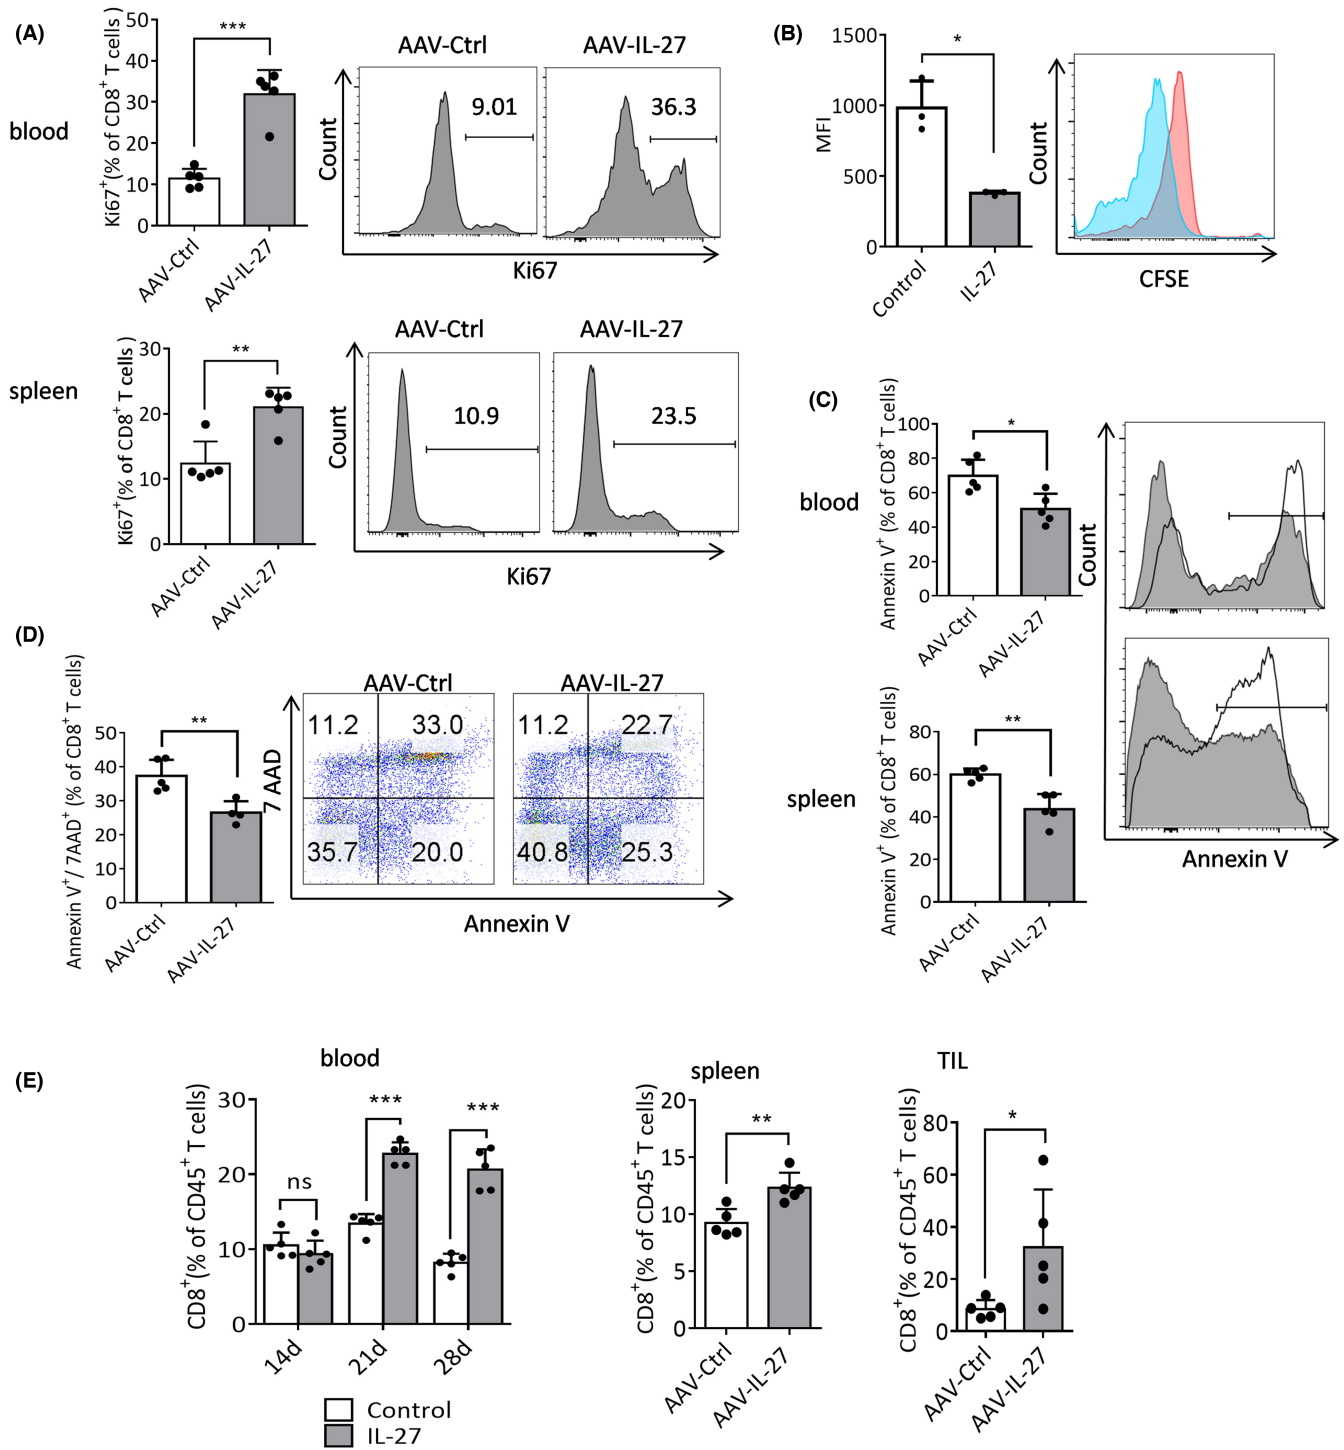 (A)
blood
Ki67+(% of CD8+ T cells )
50
40
30
20
10
0
***
AAV-Ctrl
AAV-IL-27
AAV-Ctrl
AAV-IL-27
Count
9.01
36.3
Ki67
spleen
Ki67+(% of CD8+ T cells )
30
20
10
0
**
AAV-Ctrl
AAV-IL-27
AAV-Ctrl
AAV-IL-27
Count
10.9
23.5
Ki67
(B)
MFI
1500
1000
500
0
*
Control
IL-27
Count
CFSE
(C)
blood
Annexin V+ (% of CD8+ T cells)
100
80
60
40
20
0
*
AAV-Ctrl
AAV-IL-27
Count
spleen
Annexin V+ (% of CD8+ T cells)
80
60
40
20
0
**
AAV-Ctrl
AAV-IL-27
Annexin V
(D)
Annexin V+/ 7AAD+ (% of CD8+ T cells)
50
40
30
20
10
0
**
AAV-Ctrl
AAV-IL-27
AAV-Ctrl
AAV-IL-27
7 AAD
11.2
33.0
35.7
20.0
11.2
22.7
40.8
25.3
Annexin V
(E)
blood
CD8+(% of CD45+ T cells)
30
20
10
0
ns
***
***
14d
21d
28d
Control
IL-27
spleen
CD8+(% of CD45+ T cells)
20
15
10
5
0
**
AAV-Ctrl
AAV-IL-27
TIL
CD8+(% of CD45+ T cells)
80
60
40
20
0
*
AAV-Ctrl
AAV-IL-27